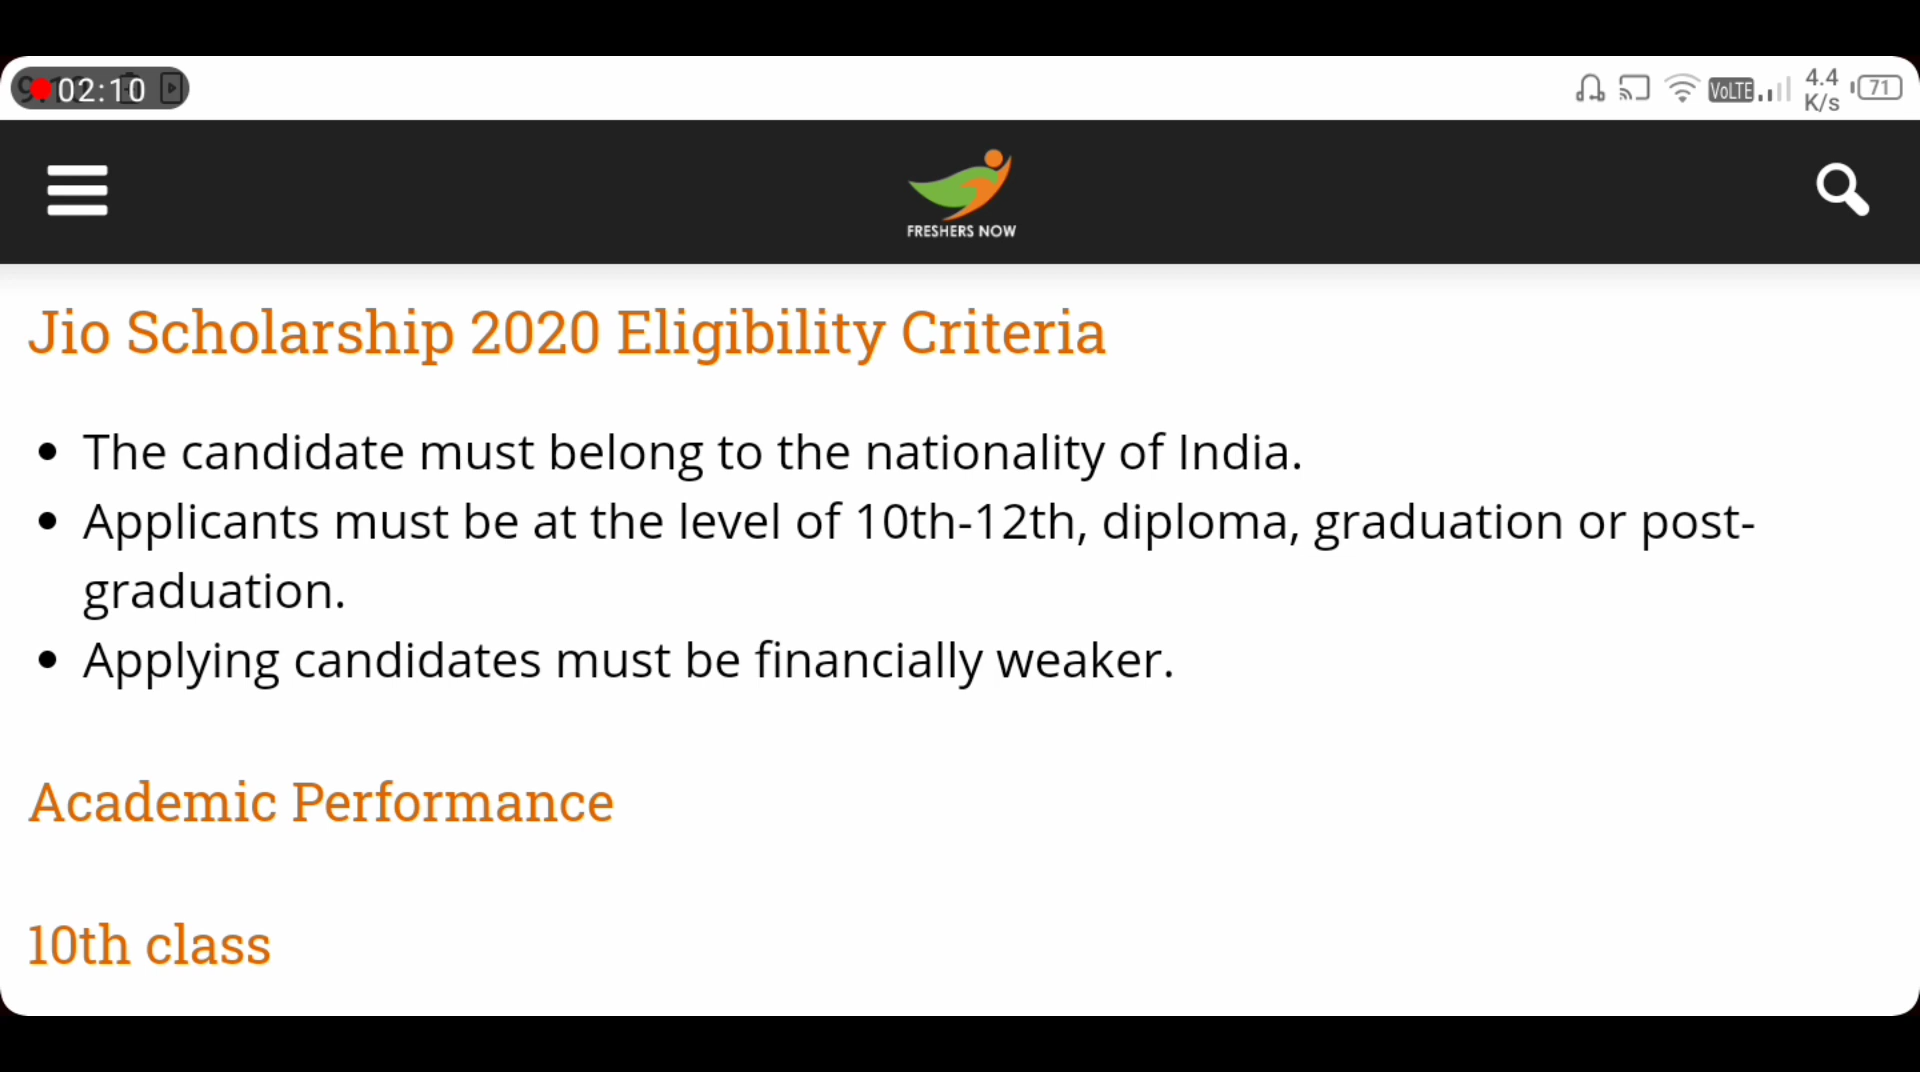 02:10
VoLTE
4.4
K/s
71
FRESHERS NOW
Jio Scholarship 2020 Eligibility Criteria
• The candidate must belong to the nationality of India.
• Applicants must be at the level of 10th-12th, diploma, graduation or post-
graduation.
• Applying candidates must be financially weaker.
Academic Performance
10th class